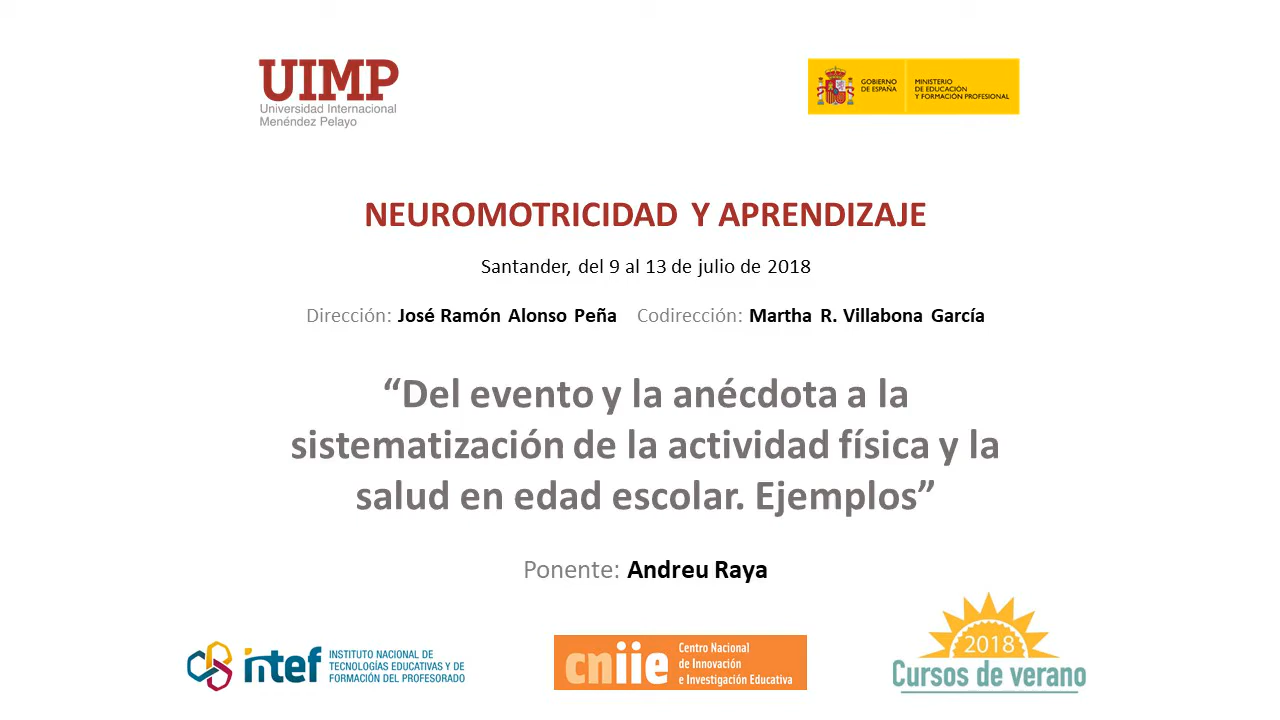 UIMP
Universidad Internacional
Menéndez Pelayo
GOBIERNO
DE ESPAÑA
MINISTERIO
DE EDUCACIÓN
Y FORMACIÓN PROFESIONAL
NEUROMOTRICIDAD Y APRENDIZAJE
Santander, del 9 al 13 de julio de 2018
Dirección: José Ramón Alonso Peña Codirección: Martha R. Villabona García
“Del evento y la anécdota a la
sistematización de la actividad física y la
salud en edad escolar. Ejemplos”
Ponente: Andreu Raya
intef
INSTITUTO NACIONAL DE
TECNOLOGÍAS EDUCATIVAS Y DE
FORMACIÓN DEL PROFESORADO
cniie
Centro Nacional
de Innovación
e Investigación Educativa
2018
Cursos de verano